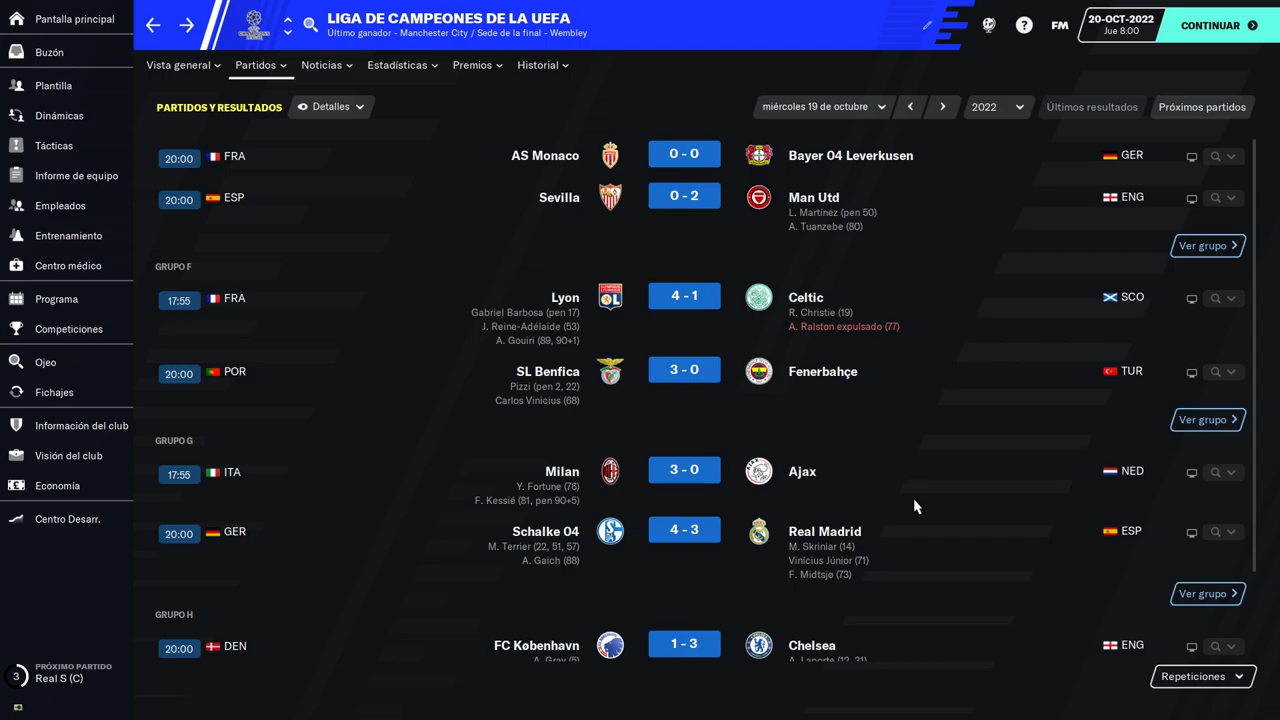 Pantalla principal
Buzón
Plantilla
Dinámicas
Tácticas
Informe de equipo
Empleados
Entrenamiento
Centro médico
Programa
Competiciones
Ojeo
Fichajes
Información del club
Visión del club
Economía
Centro Desarr.
3
PRÓXIMO PARTIDO
Real S (C)
LIGA DE CAMPEONES DE LA UEFA
Último ganador - Manchester City / Sede de la final - Wembley
?
FM
20-OCT-2022
Jue 8:00
CONTINUAR
Vista general Partidos Noticias Estadísticas Premios Historial
PARTIDOS Y RESULTADOS Detalles miércoles 19 de octubre 2022 Últimos resultados Próximos partidos
20:00 FRA AS Monaco 0 - 0 Bayer 04 Leverkusen GER
20:00 ESP Sevilla 0 - 2 Man Utd ENG
L. Martínez (pen 50)
A. Tuanzebe (80)
Ver grupo
GRUPO F
17:55 FRA Lyon 4 - 1 Celtic SCO
Gabriel Barbosa (pen 17) R. Christie (19)
J. Reine-Adélaïde (53) A. Ralston expulsado (77)
A. Gouiri (89, 90+1)
20:00 POR SL Benfica 3 - 0 Fenerbahçe TUR
Pizzi (pen 2, 22)
Carlos Vinícius (68)
Ver grupo
GRUPO G
17:55 ITA Milan 3 - 0 Ajax NED
Y. Fortune (76)
F. Kessié (81, pen 90+5)
20:00 GER Schalke 04 4 - 3 Real Madrid ESP
M. Terrier (22, 51, 57) M. Skriniar (14)
A. Gaich (88) Vinícius Júnior (71)
F. Midtsjø (73)
Ver grupo
GRUPO H
20:00 DEN FC København 1 - 3 Chelsea ENG
A. Gray (5) A. Laporte (12, 31)
Repeticiones